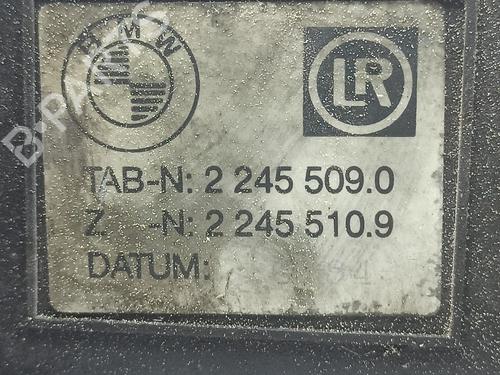 BMW
LR
TAB-N: 2 245 509.0
Z -N: 2 245 510.9
DATUM: